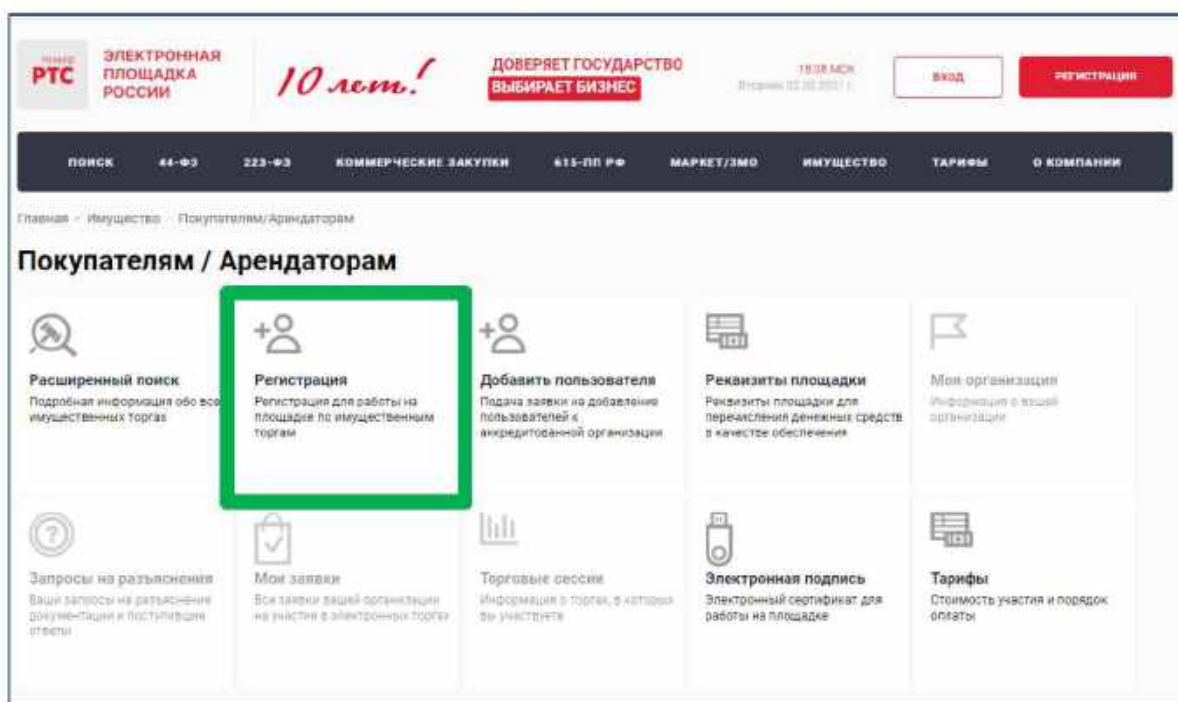 тендер
РТС
ЭЛЕКТРОННАЯ
ПЛОЩАДКА
РОССИИ
10 лет!
ДОВЕРЯЕТ ГОСУДАРСТВО
ВЫБИРАЕТ БИЗНЕС
ВХОД
РЕГИСТРАЦИЯ
ПОИСК 44-ФЗ 223-ФЗ КОММЕРЧЕСКИЕ ЗАКУПКИ 615-ПП РФ МАРКЕТ/ЗМО ИМУЩЕСТВО ТАРИФЫ О КОМПАНИИ
Главная - Имущество - Покупателям/Арендаторам
Покупателям / Арендаторам
Расширенный поиск
Подробная информация обо все
имущественных торгах
Регистрация
Регистрация для работы на
площадке по имущественным
торгам
Добавить пользователя
Подача заявки на добавление
пользователей к
аккредитованной организации
Реквизиты площадки
Реквизиты площадки для
перечисления денежных средств
в качестве обеспечения
Моя организация
Информация о вашей
организации
Запросы на разъяснения
Ваши запросы на разъяснение
документации и поступившие
ответы
Мои заявки
Все заявки вашей организации
на участие в электронных торгах
Торговые сессии
Информация о торгах, в которых
вы участвуете
Электронная подпись
Электронный сертификат для
работы на площадке
Тарифы
Стоимость участия и порядок
оплаты